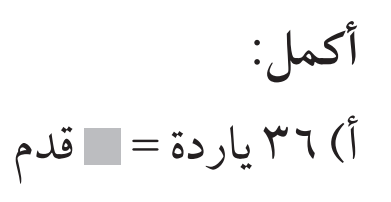 أكمل:
أ) ٣٦ ياردة = ■ قدم